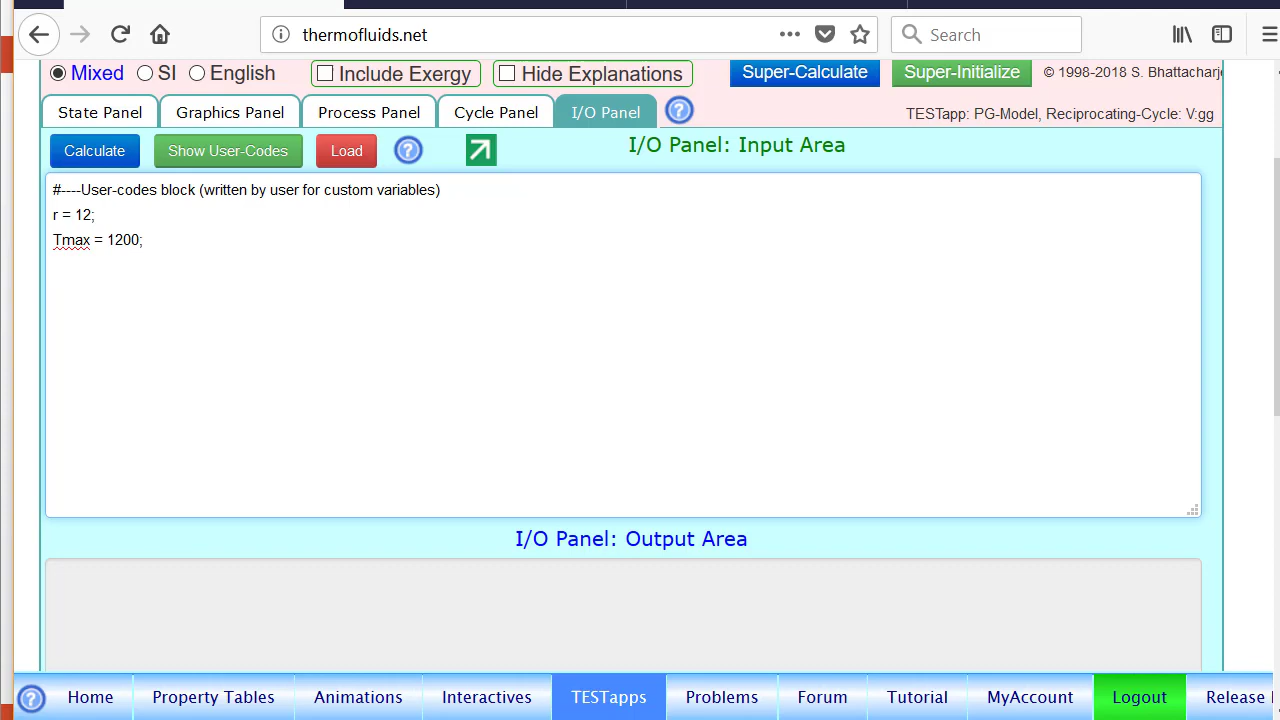 thermofluids.net
Search
Mixed SI English Include Exergy Hide Explanations Super-Calculate Super-Initialize © 1998-2018 S. Bhattacharje
State Panel Graphics Panel Process Panel Cycle Panel I/O Panel ? TESTapp: PG-Model, Reciprocating-Cycle: V.gg
Calculate Show User-Codes Load ? I/O Panel: Input Area
#----User-codes block (written by user for custom variables)
r = 12;
Tmax = 1200;
I/O Panel: Output Area
? Home Property Tables Animations Interactives TESTapps Problems Forum Tutorial MyAccount Logout Release